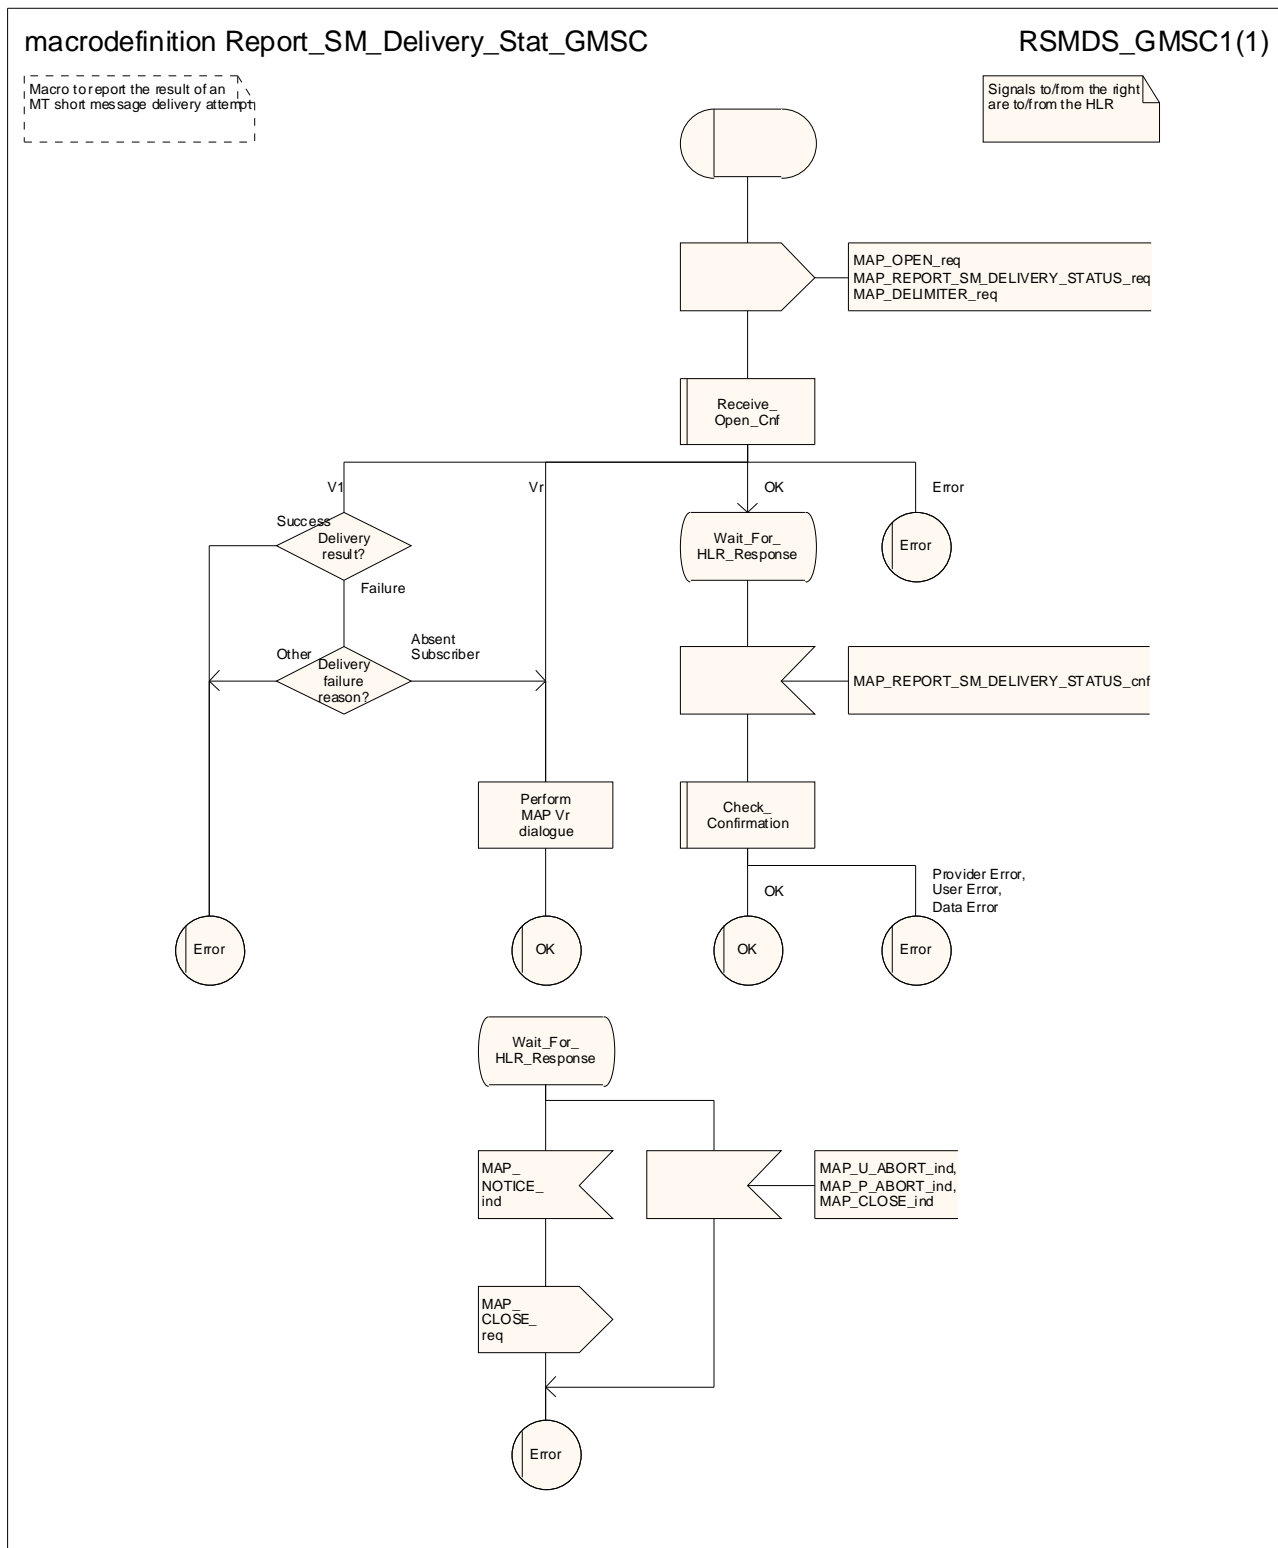 macrodefinition Report_SM_Delivery_Stat_GMSC
RSMDS_GMSC1(1)
Macro to report the result of an
MT short message delivery attempt
Signals to/from the right
are to/from the HLR
MAP_OPEN_req
MAP_REPORT_SM_DELIVERY_STATUS_req
MAP_DELIMITER_req
Receive_
Open_Cnf
V1
Vr
OK
Error
Success
Delivery
result?
Wait_For_
HLR_Response
Error
Failure
Other
Absent
Subscriber
Delivery
failure
reason?
MAP_REPORT_SM_DELIVERY_STATUS_cnf
Perform
MAP Vr
dialogue
Check_
Confirmation
OK
Provider Error,
User Error,
Data Error
Error
OK
OK
Error
Wait_For_
HLR_Response
MAP_
NOTICE_
ind
MAP_U_ABORT_ind,
MAP_P_ABORT_ind,
MAP_CLOSE_ind
MAP_
CLOSE_
req
Error